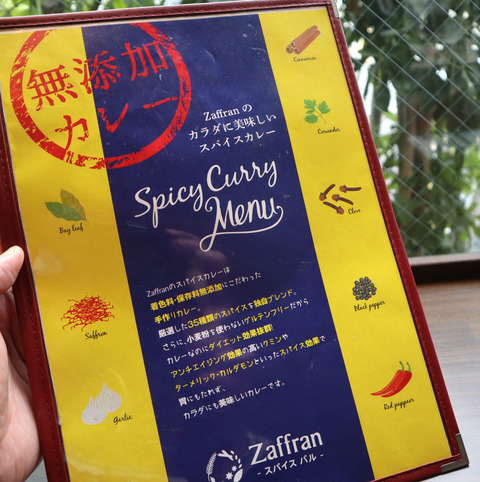 無添加
カレー
Zaffranの
カラダに美味しい
スパイスカレー
Spicy Curry
Menu
Cinnamon
Coriander
Clove
Black pepper
Red peppaer
Bay leaf
Saffron
Garlic
Zaffranのスパイスカレーは
着色料・保存料無添加にこだわった
手作りカレー。
厳選した35種類のスパイスを独自ブレンド。
さらに、小麦粉を使わないグルテンフリーだから
カレーなのにダイエット効果抜群!
アンチエイジング効果の高いクミンや
ターメリック・カルダモンといったスパイス効果で
胃にもたれず、
カラダにも美味しいカレーです。
Zaffran
- スパイス バル -